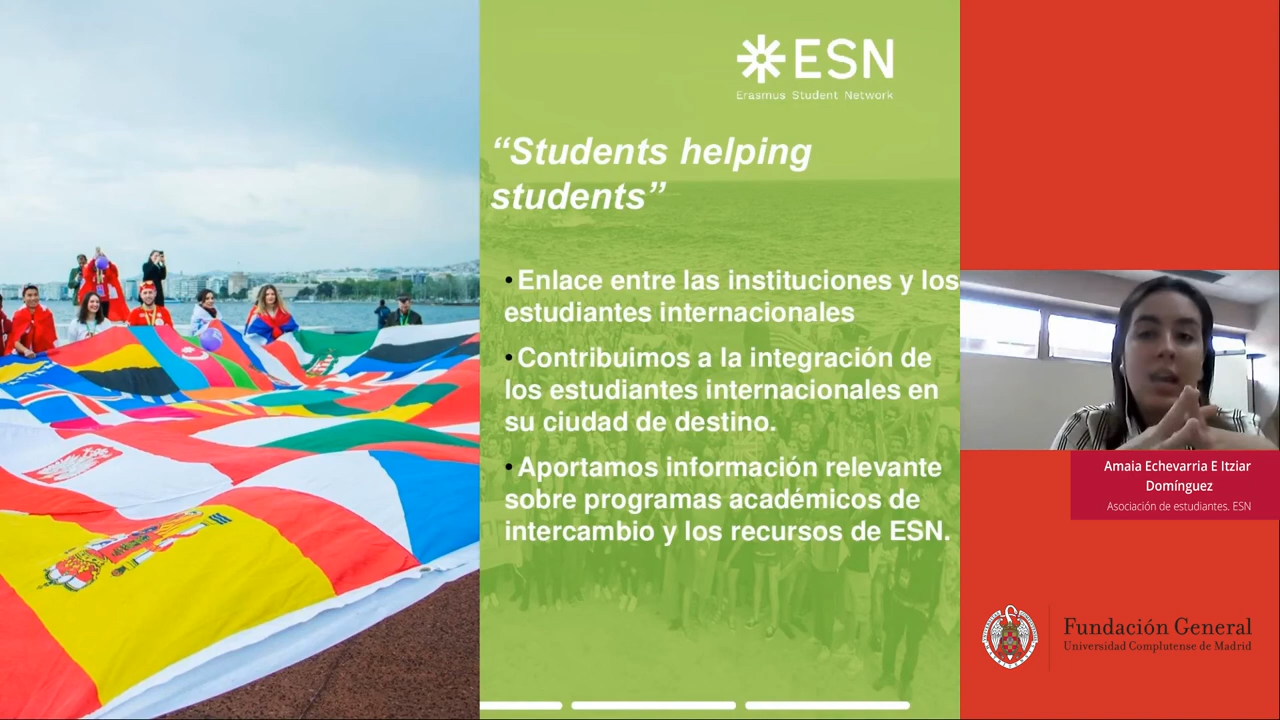 ESN
Erasmus Student Network
“Students helping
students”
• Enlace entre las instituciones y los
estudiantes internacionales
• Contribuimos a la integración de
los estudiantes internacionales en
su ciudad de destino.
• Aportamos información relevante
sobre programas académicos de
intercambio y los recursos de ESN.
Amaia Echevarria E Itziar
Domínguez
Asociación de estudiantes. ESN
Fundación General
Universidad Complutense de Madrid